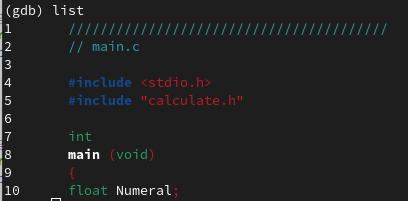 (gdb) list
1 ////////////////////////////////////////
2 // main.c
3
4 #include <stdio.h>
5 #include "calculate.h"
6
7 int
8 main (void)
9 {
10 float Numeral;